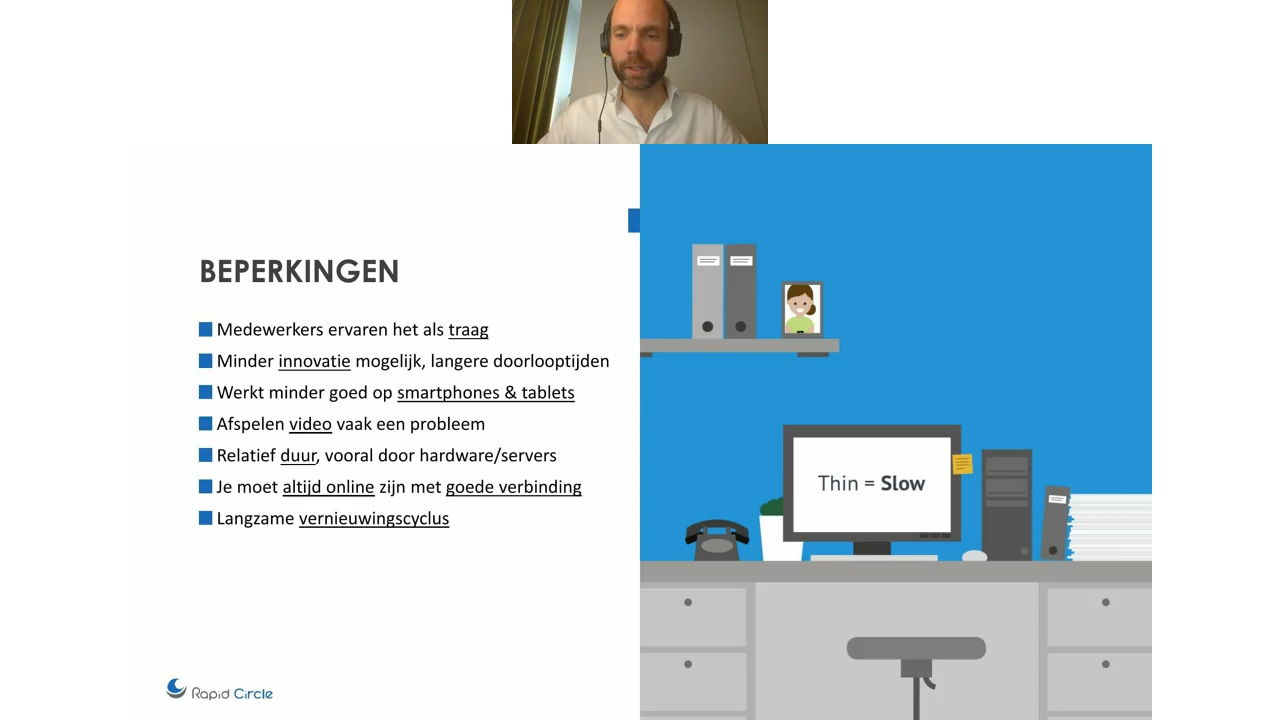 BEPERKINGEN
Medewerkers ervaren het als traag
Minder innovatie mogelijk, langere doorlooptijden
Werkt minder goed op smartphones & tablets
Afspelen video vaak een probleem
Relatief duur, vooral door hardware/servers
Je moet altijd online zijn met goede verbinding
Langzame vernieuwingscyclus
Thin = Slow
Rapid Circle